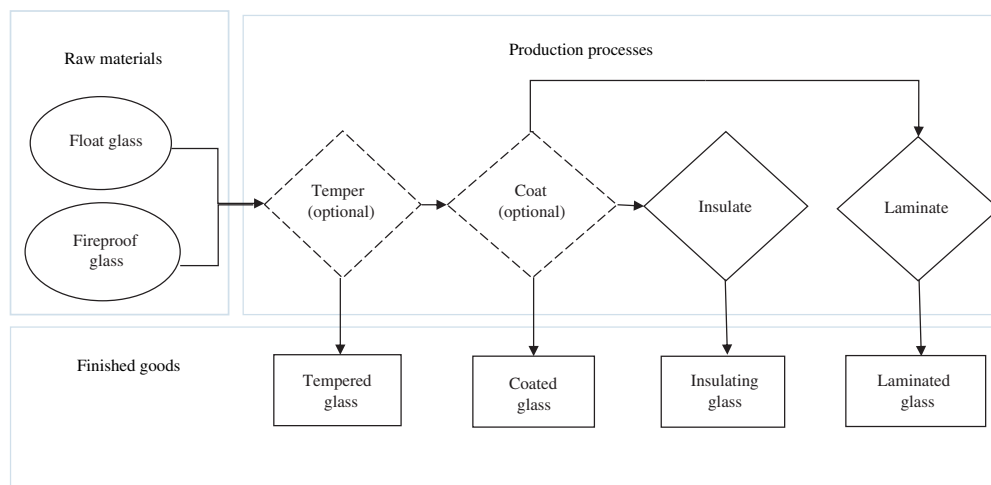 Raw materials
Production processes
Float glass
Fireproof
glass
Temper
(optional)
Coat
(optional)
Insulate
Laminate
Finished goods
Tempered
glass
Coated
glass
Insulating
glass
Laminated
glass